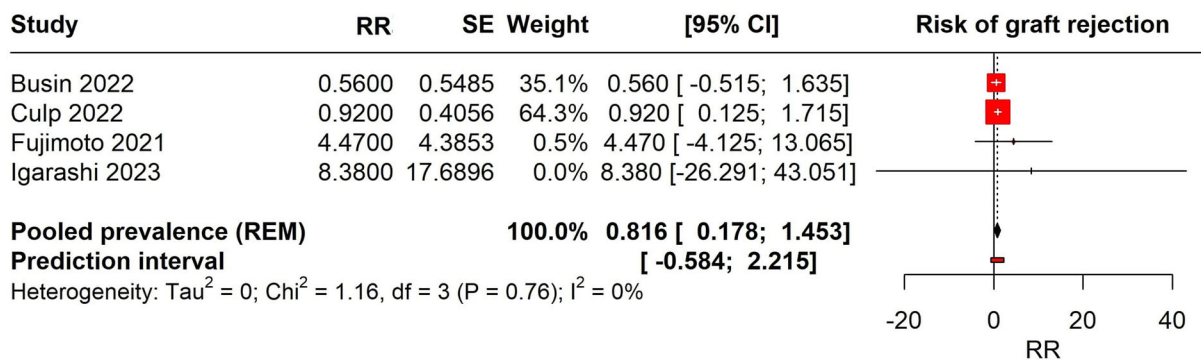 Study RR SE Weight [95% CI] Risk of graft rejection
Busin 2022 0.5600 0.5485 35.1% 0.560 [ -0.515; 1.635]
Culp 2022 0.9200 0.4056 64.3% 0.920 [ 0.125; 1.715]
Fujimoto 2021 4.4700 4.3853 0.5% 4.470 [ -4.125; 13.065]
Igarashi 2023 8.3800 17.6896 0.0% 8.380 [-26.291; 43.051]
Pooled prevalence (REM) 100.0% 0.816 [ 0.178; 1.453]
Prediction interval [ -0.584; 2.215]
Heterogeneity: Tau² = 0; Chi² = 1.16, df = 3 (P = 0.76); I² = 0%
-20 0 20 40
RR